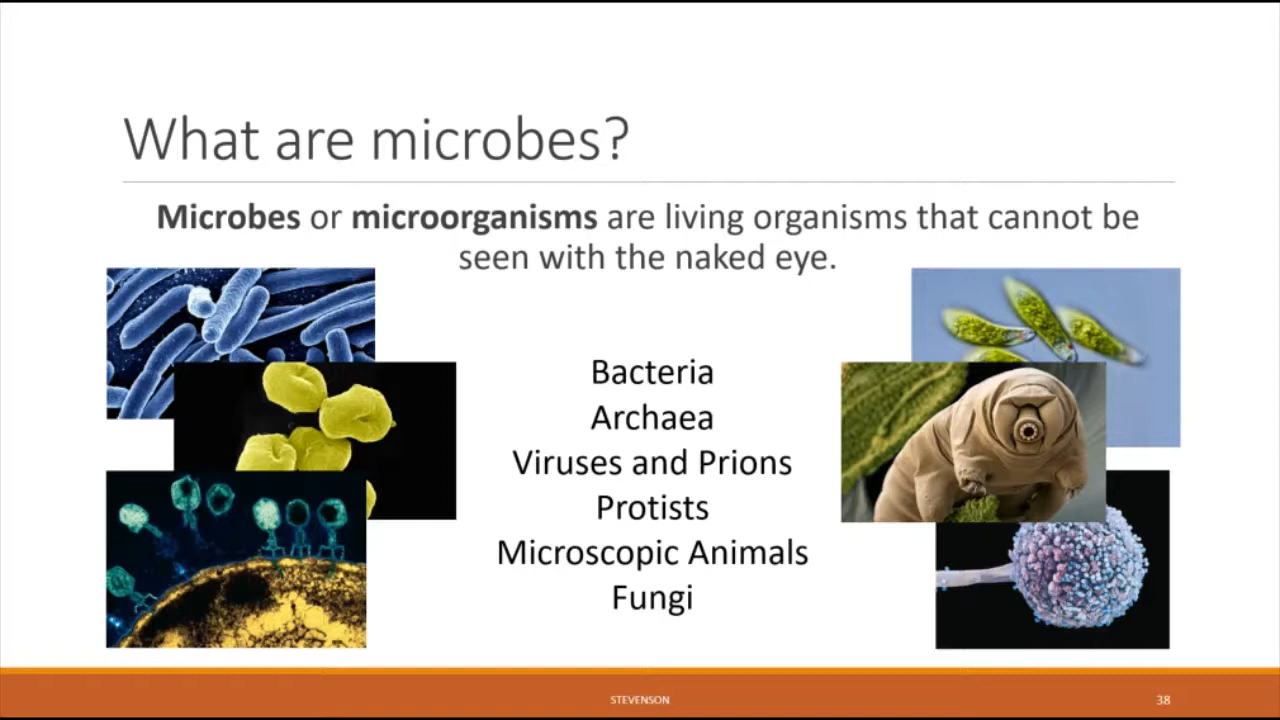 What are microbes?
Microbes or microorganisms are living organisms that cannot be
seen with the naked eye.
Bacteria
Archaea
Viruses and Prions
Protists
Microscopic Animals
Fungi
STEVENSON
38